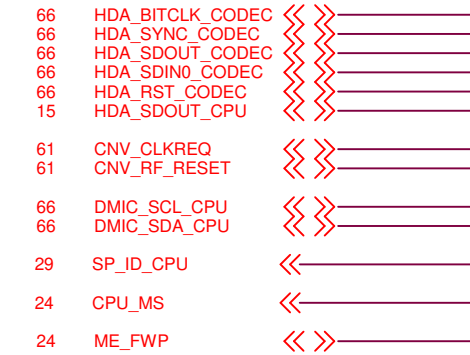 66 HDA_BITCLK_CODEC
66 HDA_SYNC_CODEC
66 HDA_SDOUT_CODEC
66 HDA_SDIN0_CODEC
66 HDA_RST_CODEC
15 HDA_SDOUT_CPU
61 CNV_CLKREQ
61 CNV_RF_RESET
66 DMIC_SCL_CPU
66 DMIC_SDA_CPU
29 SP_ID_CPU
24 CPU_MS
24 ME_FWP